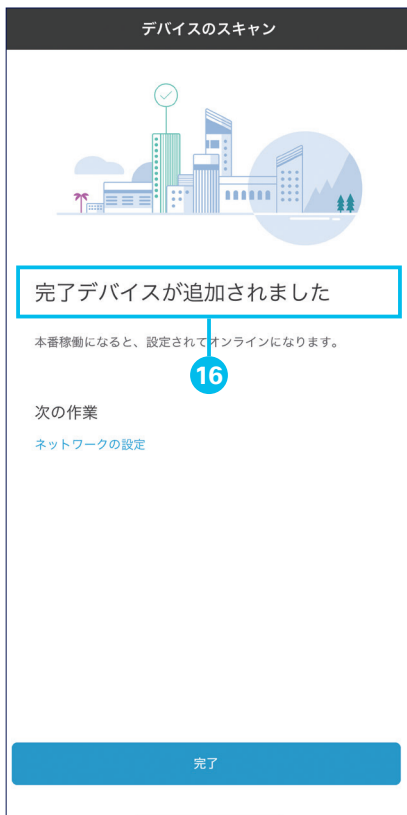 デバイスのスキャン
完了デバイスが追加されました
本番稼働になると、設定されてオンラインになります。
16
次の作業
ネットワークの設定
完了